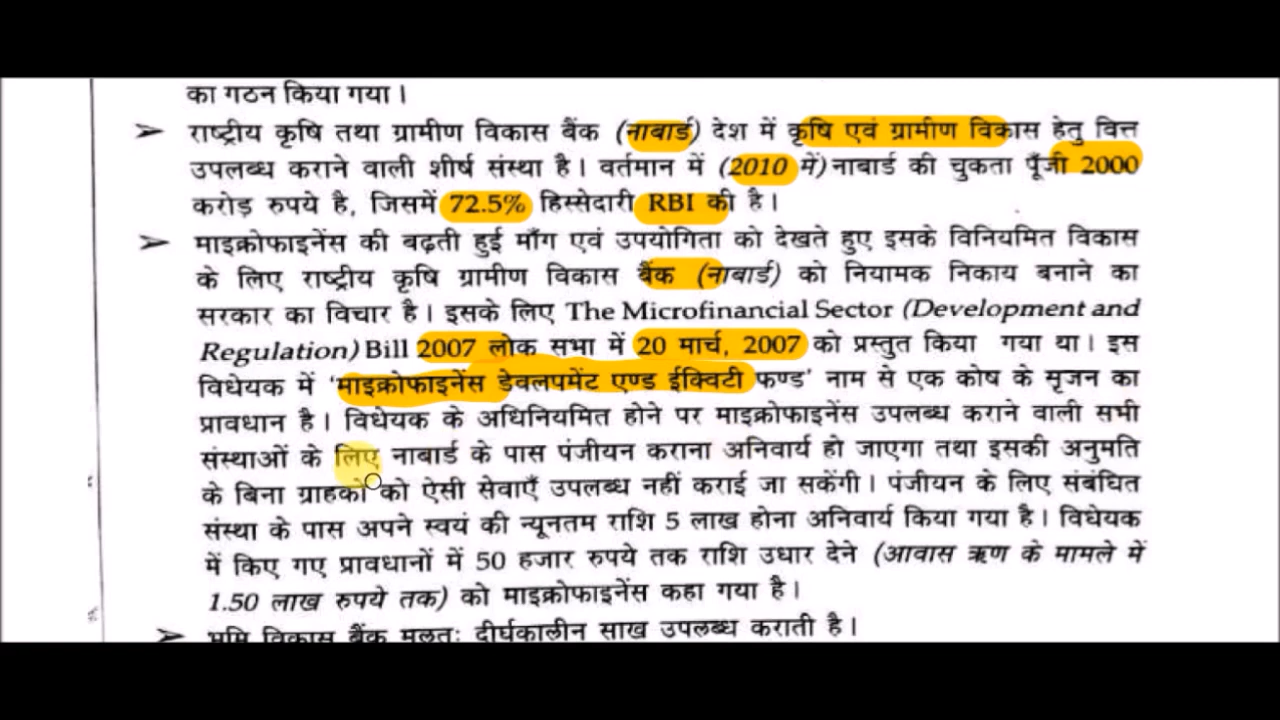 का गठन किया गया।
➤ राष्ट्रीय कृषि तथा ग्रामीण विकास बैंक (नाबार्ड) देश में कृषि एवं ग्रामीण विकास हेतु वित्त
उपलब्ध कराने वाली शीर्ष संस्था है। वर्तमान में (2010 में) नाबार्ड की चुकता पूँजी 2000
करोड़ रुपये है, जिसमें 72.5% हिस्सेदारी RBI की है।
➤ माइक्रोफाइनेंस की बढ़ती हुई माँग एवं उपयोगिता को देखते हुए इसके विनियमित विकास
के लिए राष्ट्रीय कृषि ग्रामीण विकास बैंक (नाबार्ड) को नियामक निकाय बनाने का
सरकार का विचार है। इसके लिए The Microfinancial Sector (Development and
Regulation) Bill 2007 लोक सभा में 20 मार्च, 2007 को प्रस्तुत किया गया था। इस
विधेयक में 'माइक्रोफाइनेंस डेवलपमेंट एण्ड ईक्विटी फण्ड' नाम से एक कोष के सृजन का
प्रावधान है। विधेयक के अधिनियमित होने पर माइक्रोफाइनेंस उपलब्ध कराने वाली सभी
संस्थाओं के लिए नाबार्ड के पास पंजीयन कराना अनिवार्य हो जाएगा तथा इसकी अनुमति
के बिना ग्राहकों को ऐसी सेवाएँ उपलब्ध नहीं कराई जा सकेंगी। पंजीयन के लिए संबंधित
संस्था के पास अपने स्वयं की न्यूनतम राशि 5 लाख होना अनिवार्य किया गया है। विधेयक
में किए गए प्रावधानों में 50 हजार रुपये तक राशि उधार देने (आवास ऋण के मामले में
1.50 लाख रुपये तक) को माइक्रोफाइनेंस कहा गया है।
➤ भूमि विकास बैंक मूलतः दीर्घकालीन साख उपलब्ध कराती है।